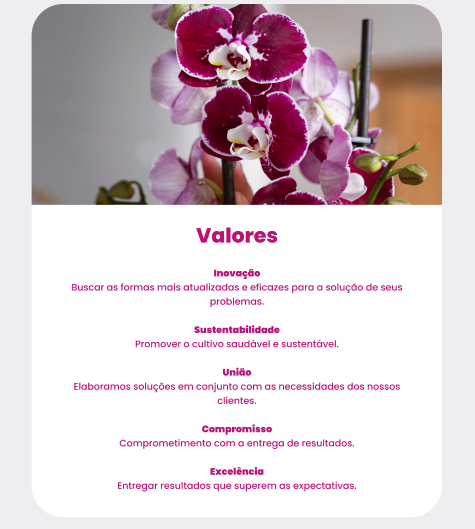 Valores
Inovação
Buscar as formas mais atualizadas e eficazes para a solução de seus
problemas.
Sustentabilidade
Promover o cultivo saudável e sustentável.
União
Elaboramos soluções em conjunto com as necessidades dos nossos
clientes.
Compromisso
Comprometimento com a entrega de resultados.
Excelência
Entregar resultados que superem as expectativas.